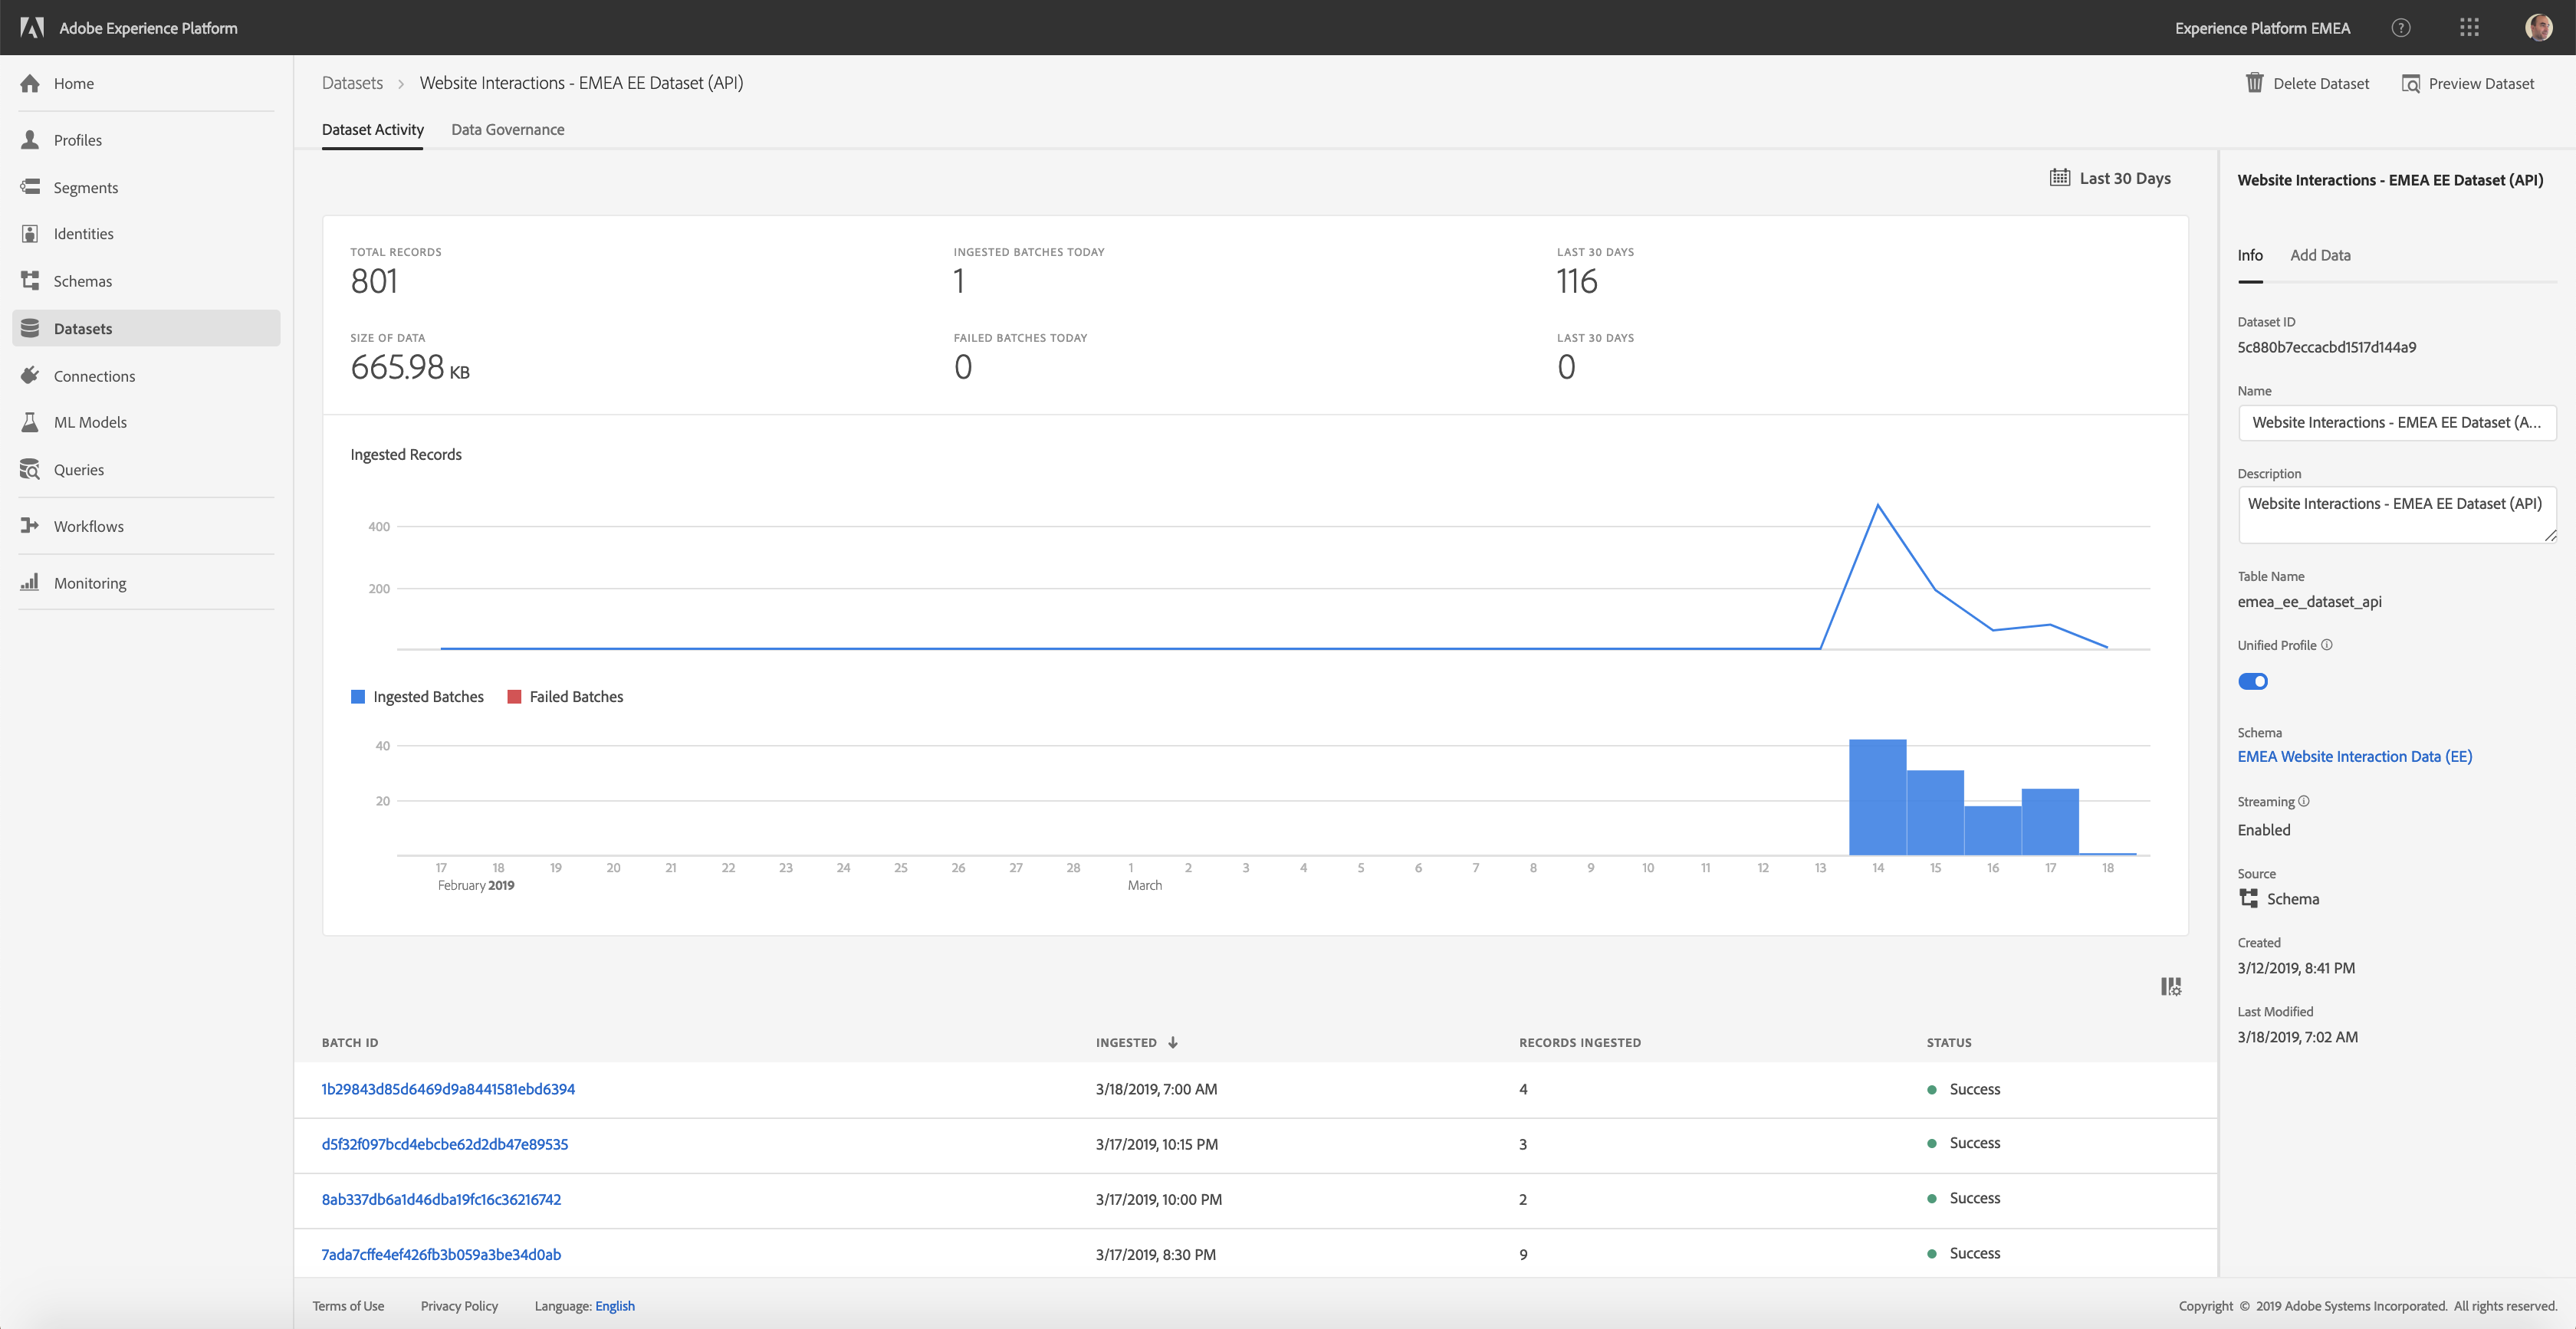 Adobe Experience Platform
Experience Platform EMEA
Home
Profiles
Segments
Identities
Schemas
Datasets
Connections
ML Models
Queries
Workflows
Monitoring
Datasets > Website Interactions - EMEA EE Dataset (API)
Delete Dataset
Preview Dataset
Dataset Activity
Data Governance
Last 30 Days
TOTAL RECORDS
801
INGESTED BATCHES TODAY
1
LAST 30 DAYS
116
SIZE OF DATA
665.98 KB
FAILED BATCHES TODAY
0
LAST 30 DAYS
0
Ingested Records
400
200
Ingested Batches Failed Batches
40
20
17 18 19 20 21 22 23 24 25 26 27 28 1 2 3 4 5 6 7 8 9 10 11 12 13 14 15 16 17 18
February 2019 March
BATCH ID INGESTED RECORDS INGESTED STATUS
1b29843d85d6469d9a8441581ebd6394 3/18/2019, 7:00 AM 4 Success
d5f32f097bcd4ebcbe62d2db47e89535 3/17/2019, 10:15 PM 3 Success
8ab337db6a1d46dba19fc16c36216742 3/17/2019, 10:00 PM 2 Success
7ada7cffe4ef426fb3b059a3be34d0ab 3/17/2019, 8:30 PM 9 Success
Website Interactions - EMEA EE Dataset (API)
Info Add Data
Dataset ID
5c880b7eccacbd1517d144a9
Name
Website Interactions - EMEA EE Dataset (A...
Description
Website Interactions - EMEA EE Dataset (API)
Table Name
emea_ee_dataset_api
Unified Profile
Schema
EMEA Website Interaction Data (EE)
Streaming
Enabled
Source
Schema
Created
3/12/2019, 8:41 PM
Last Modified
3/18/2019, 7:02 AM
Terms of Use Privacy Policy Language: English
Copyright © 2019 Adobe Systems Incorporated. All rights reserved.